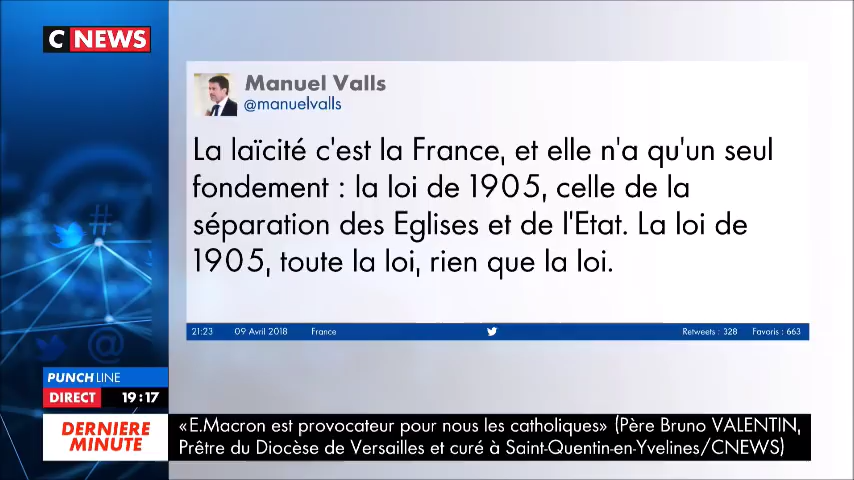 CNEWS
Manuel Valls
@manuelvalls
La laïcité c'est la France, et elle n'a qu'un seul
fondement : la loi de 1905, celle de la
séparation des Eglises et de l'Etat. La loi de
1905, toute la loi, rien que la loi.
#
@
21:23 09 Avril 2018 France Retweets : 328 Favoris : 663
PUNCHLINE
DIRECT 19:17
DERNIERE
MINUTE
«E.Macron est provocateur pour nous les catholiques» (Père Bruno VALENTIN,
Prêtre du Diocèse de Versailles et curé à Saint-Quentin-en-Yvelines/CNEWS)